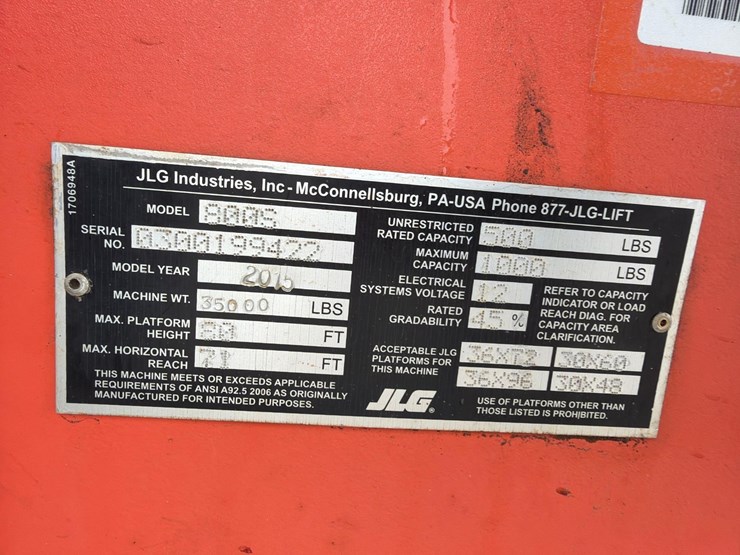 1706948A
JLG Industries, Inc - McConnellsburg, PA-USA Phone 877-JLG-LIFT
MODEL 800S
SERIAL NO. 0300199422
MODEL YEAR 2015
MACHINE WT. 35000 LBS
MAX. PLATFORM HEIGHT 80 FT
MAX. HORIZONTAL REACH 71 FT
THIS MACHINE MEETS OR EXCEEDS APPLICABLE
REQUIREMENTS OF ANSI A92.5 2006 AS ORIGINALLY
MANUFACTURED FOR INTENDED PURPOSES.
UNRESTRICTED RATED CAPACITY 500 LBS
MAXIMUM CAPACITY 1000 LBS
ELECTRICAL SYSTEMS VOLTAGE 12
RATED GRADABILITY 45 %
REFER TO CAPACITY
INDICATOR OR LOAD
REACH DIAG. FOR
CAPACITY AREA
CLARIFICATION.
ACCEPTABLE JLG
PLATFORMS FOR
THIS MACHINE
36X72 30X60
36X96 30X48
JLG®
USE OF PLATFORMS OTHER THAN
THOSE LISTED IS PROHIBITED.